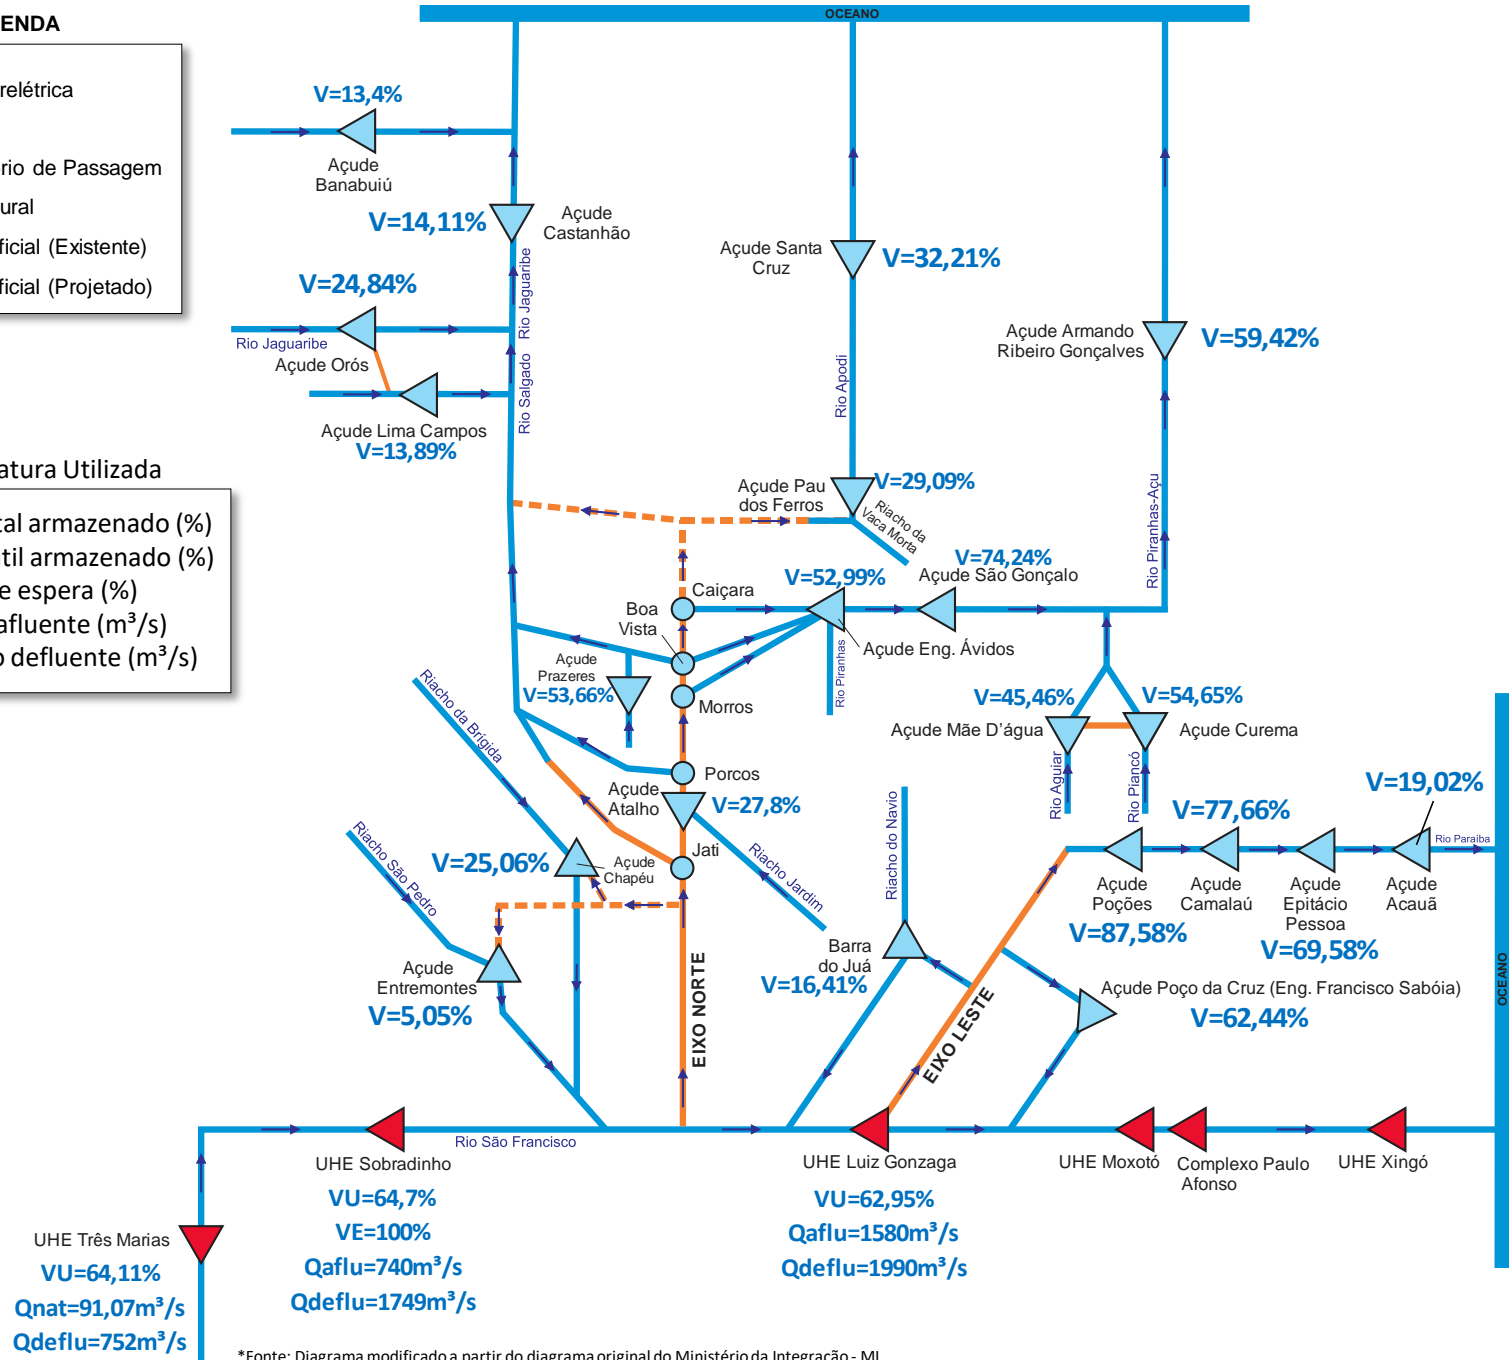 OCEANO
ENDA
relétrica
rio de Passagem
ural
ficial (Existente)
ficial (Projetado)
V=13,4%
Açude
Banabuiú
V=14,11%
Açude
Castanhão
V=24,84%
Rio Jaguaribe
Rio Jaguaribe
Açude Orós
Rio Salgado
Açude Lima Campos
V=13,89%
Açude Santa
Cruz
V=32,21%
Rio Apodi
Açude Armando
Ribeiro Gonçalves
V=59,42%
Rio Piranhas-Açu
atura Utilizada
tal armazenado (%)
útil armazenado (%)
e espera (%)
afluente (m³/s)
o defluente (m³/s)
Açude Pau
dos Ferros
V=29,09%
Riacho da
Vaca Morta
V=74,24%
Açude São Gonçalo
V=52,99%
Açude Eng. Ávidos
Rio Piranhas
Caiçara
Boa
Vista
Morros
Açude
Prazeres
V=53,66%
Porcos
Açude
Atalho
V=27,8%
Jati
Riacho Jardim
Riacho da Brígida
Riacho São Pedro
V=25,06%
Açude
Chapéu
Açude
Entremontes
V=5,05%
EIXO NORTE
V=45,46%
Açude Mãe D'água
V=54,65%
Açude Curema
Rio Aguiar
Rio Piancó
V=19,02%
V=77,66%
Rio Paraiba
Açude
Poções
V=87,58%
Açude
Camalaú
Açude
Epitácio
Pessoa
V=69,58%
Açude
Acauã
Riacho do Navio
Barra
do Juá
V=16,41%
EIXO LESTE
Açude Poço da Cruz (Eng. Francisco Sabóia)
V=62,44%
OCEANO
Rio São Francisco
UHE Sobradinho
VU=64,7%
VE=100%
Qaflu=740m³/s
Qdeflu=1749m³/s
UHE Luiz Gonzaga
VU=62,95%
Qaflu=1580m³/s
Qdeflu=1990m³/s
UHE Moxotó
Complexo Paulo
Afonso
UHE Xingó
UHE Três Marias
VU=64,11%
Qnat=91,07m³/s
Qdeflu=752m³/s
*Fonte: Diagrama modificado a partir do diagrama original do Ministério da Integração - MI